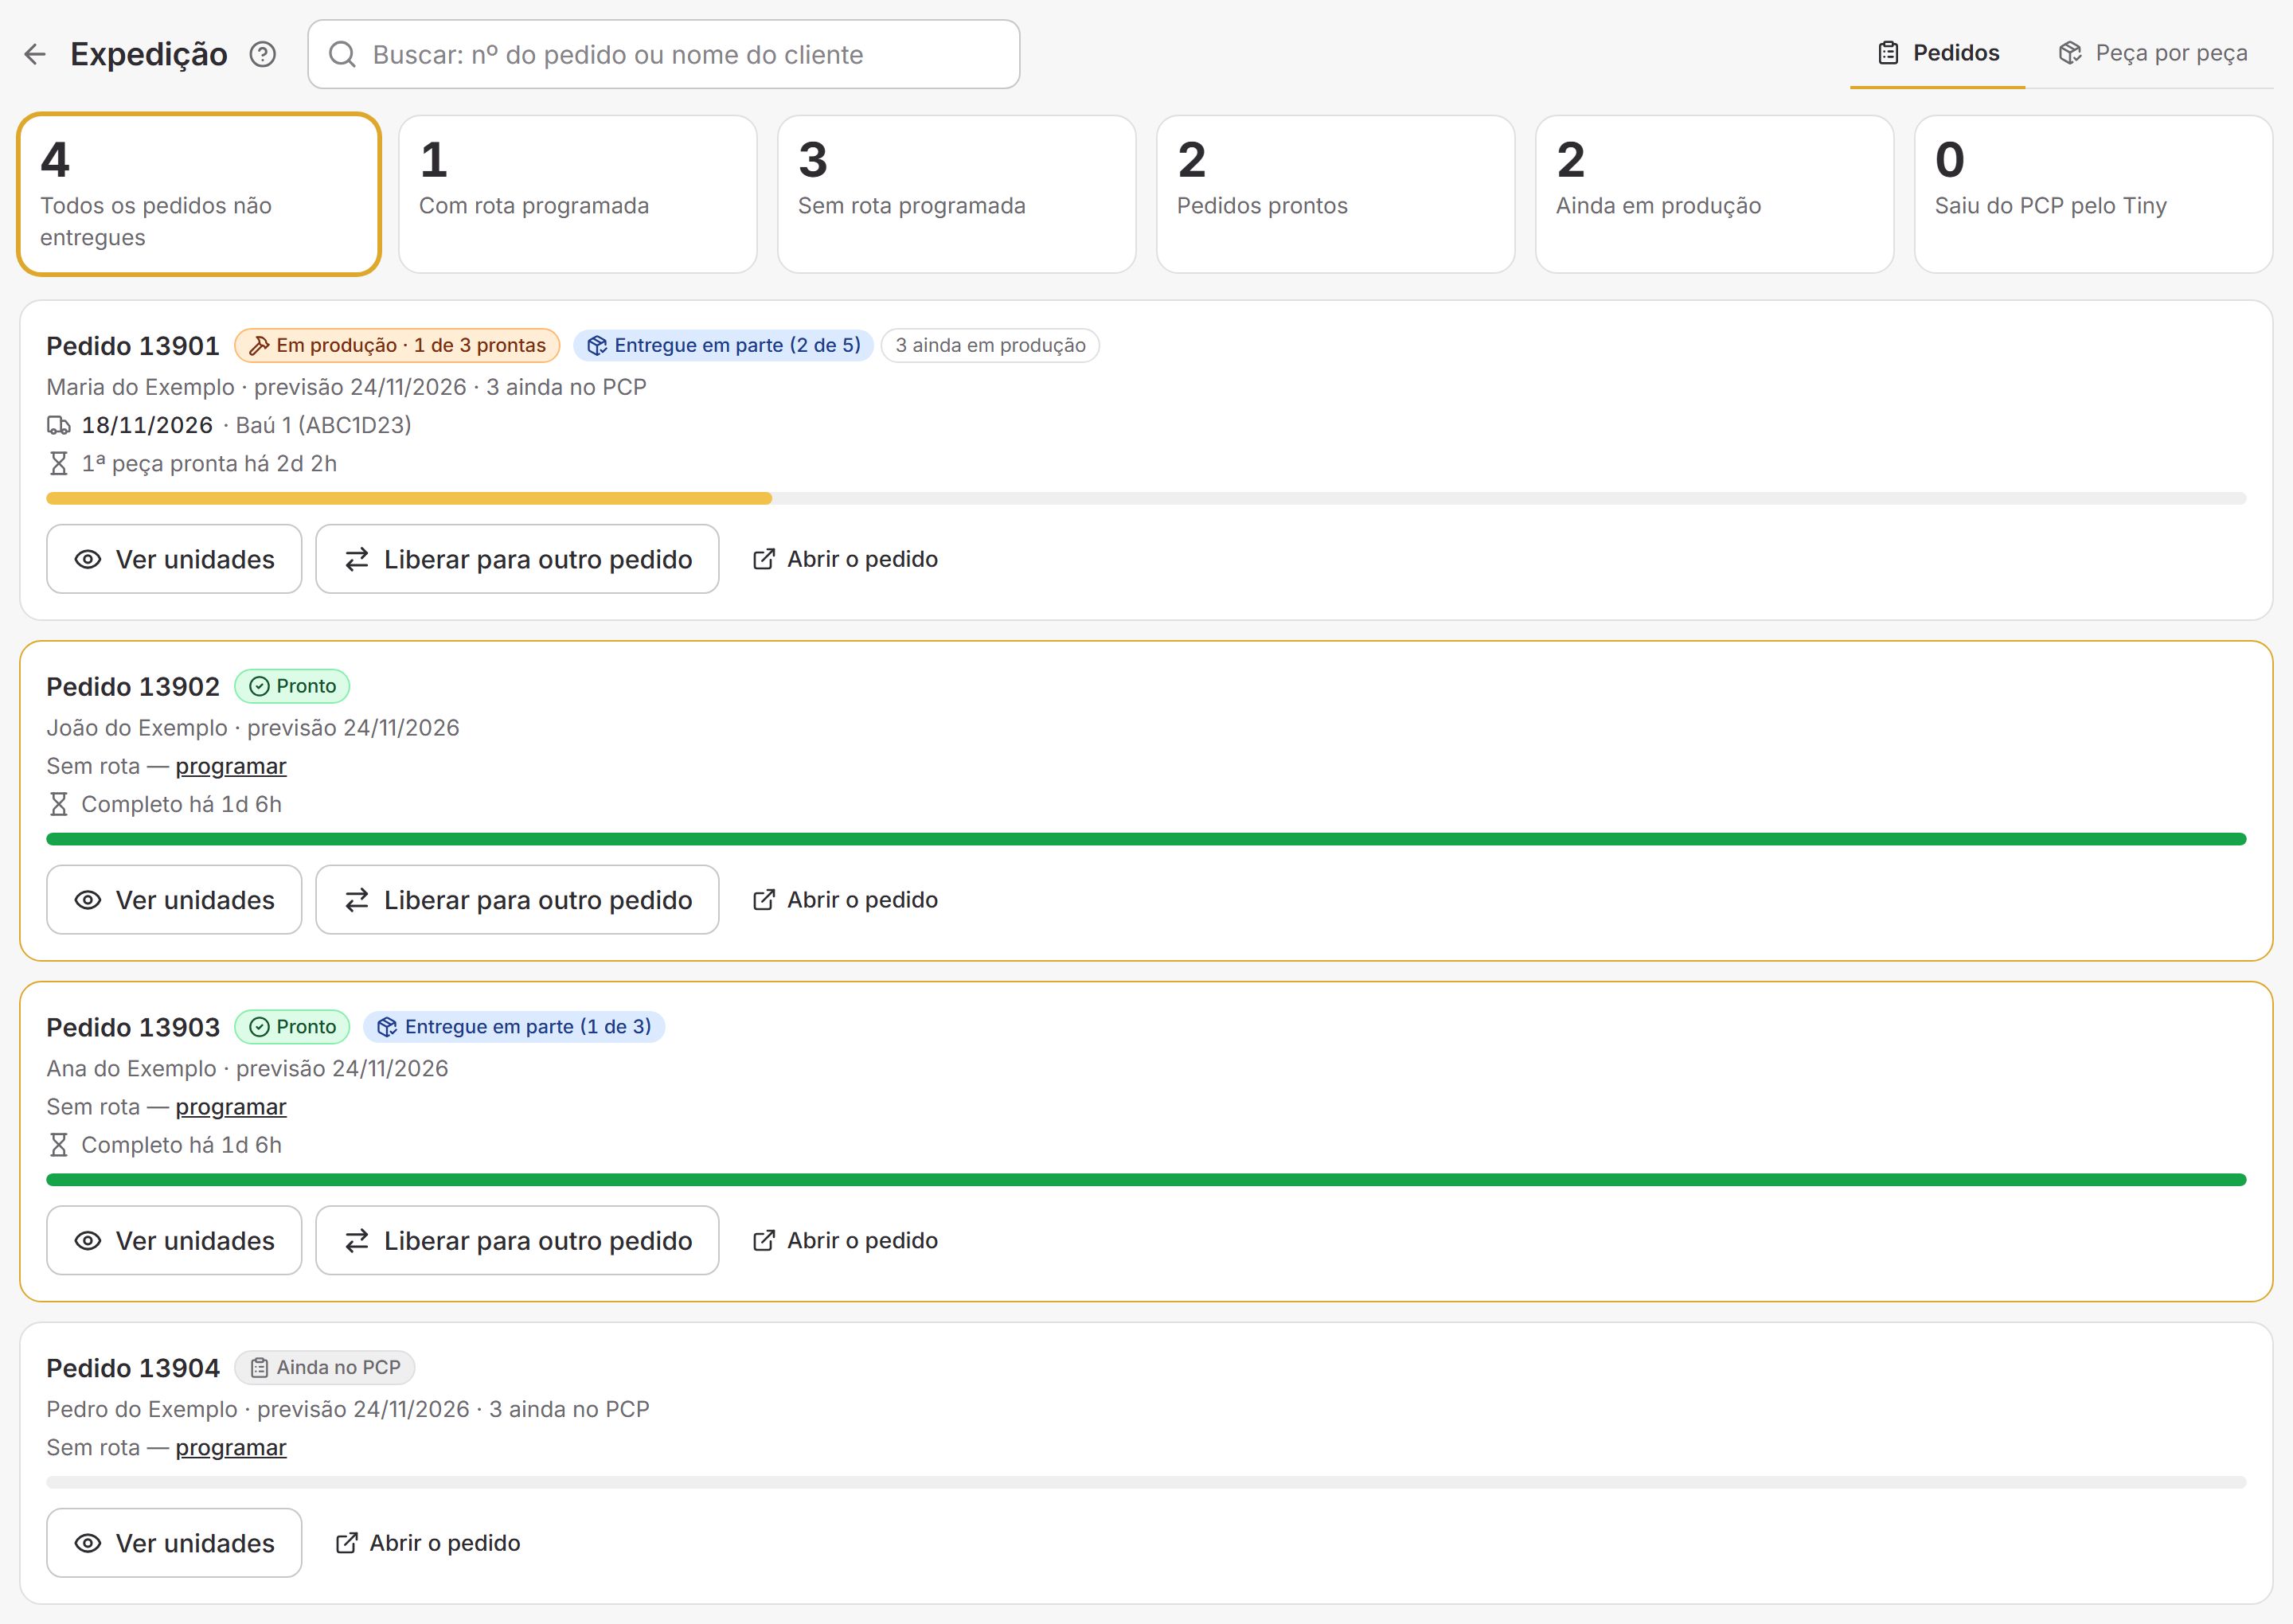 Expedição
Buscar: nº do pedido ou nome do cliente
Pedidos
Peça por peça
4
Todos os pedidos não
entregues
1
Com rota programada
3
Sem rota programada
2
Pedidos prontos
2
Ainda em produção
0
Saiu do PCP pelo Tiny
Pedido 13901 Em produção · 1 de 3 prontas Entregue em parte (2 de 5) 3 ainda em produção
Maria do Exemplo · previsão 24/11/2026 · 3 ainda no PCP
18/11/2026 · Baú 1 (ABC1D23)
1ª peça pronta há 2d 2h
Ver unidades Liberar para outro pedido Abrir o pedido
Pedido 13902 Pronto
João do Exemplo · previsão 24/11/2026
Sem rota — programar
Completo há 1d 6h
Ver unidades Liberar para outro pedido Abrir o pedido
Pedido 13903 Pronto Entregue em parte (1 de 3)
Ana do Exemplo · previsão 24/11/2026
Sem rota — programar
Completo há 1d 6h
Ver unidades Liberar para outro pedido Abrir o pedido
Pedido 13904 Ainda no PCP
Pedro do Exemplo · previsão 24/11/2026 · 3 ainda no PCP
Sem rota — programar
Ver unidades Abrir o pedido